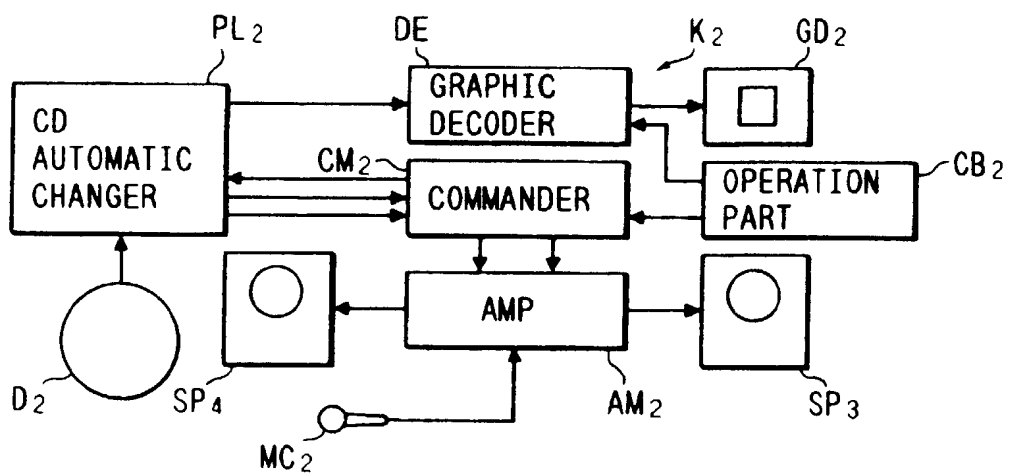 PL₂
DE
K₂
GD₂
CD
AUTOMATIC
CHANGER
GRAPHIC
DECODER
CM₂
COMMANDER
OPERATION
PART
CB₂
AMP
D₂
SP₄
AM₂
SP₃
MC₂